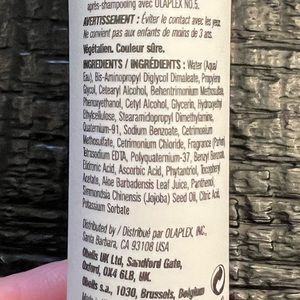 après-shampooing avec OLAPLEX NO.5.
AVERTISSEMENT : Éviter le contact avec les yeux.
Ne convient pas aux enfants de moins de 3 ans.
Végétalien. Couleur sûre.
INGREDIENTS / INGRÉDIENTS : Water (Aqua/
Eau), Bis-Aminopropyl Diglycol Dimaleate, Propylene
Glycol, Cetearyl Alcohol, Behentrimonium Methosulfate,
Phenoxyethanol, Cetyl Alcohol, Glycerin, Hydroxyethyl
Ethylcellulose, Stearamidopropyl Dimethylamine,
Quaternium-91, Sodium Benzoate, Cetrimonium
Methosulfate, Cetrimonium Chloride, Fragrance (Parfum),
Tetrasodium EDTA, Polyquaternium-37, Benzyl Benzoate,
Etidronic Acid, Ascorbic Acid, Phytantriol, Tocopheryl
Acetate, Aloe Barbadensis Leaf Juice, Panthenol,
Simmondsia Chinensis (Jojoba) Seed Oil, Citric Acid,
Potassium Sorbate
Distributed by / Distribué par OLAPLEX, INC.,
Santa Barbara, CA 93108 USA
Obelis UK Ltd, Sandford Gate,
Oxford, OX4 6LB, UK.
Obelis s.a., 1030, Brussels, Belgium